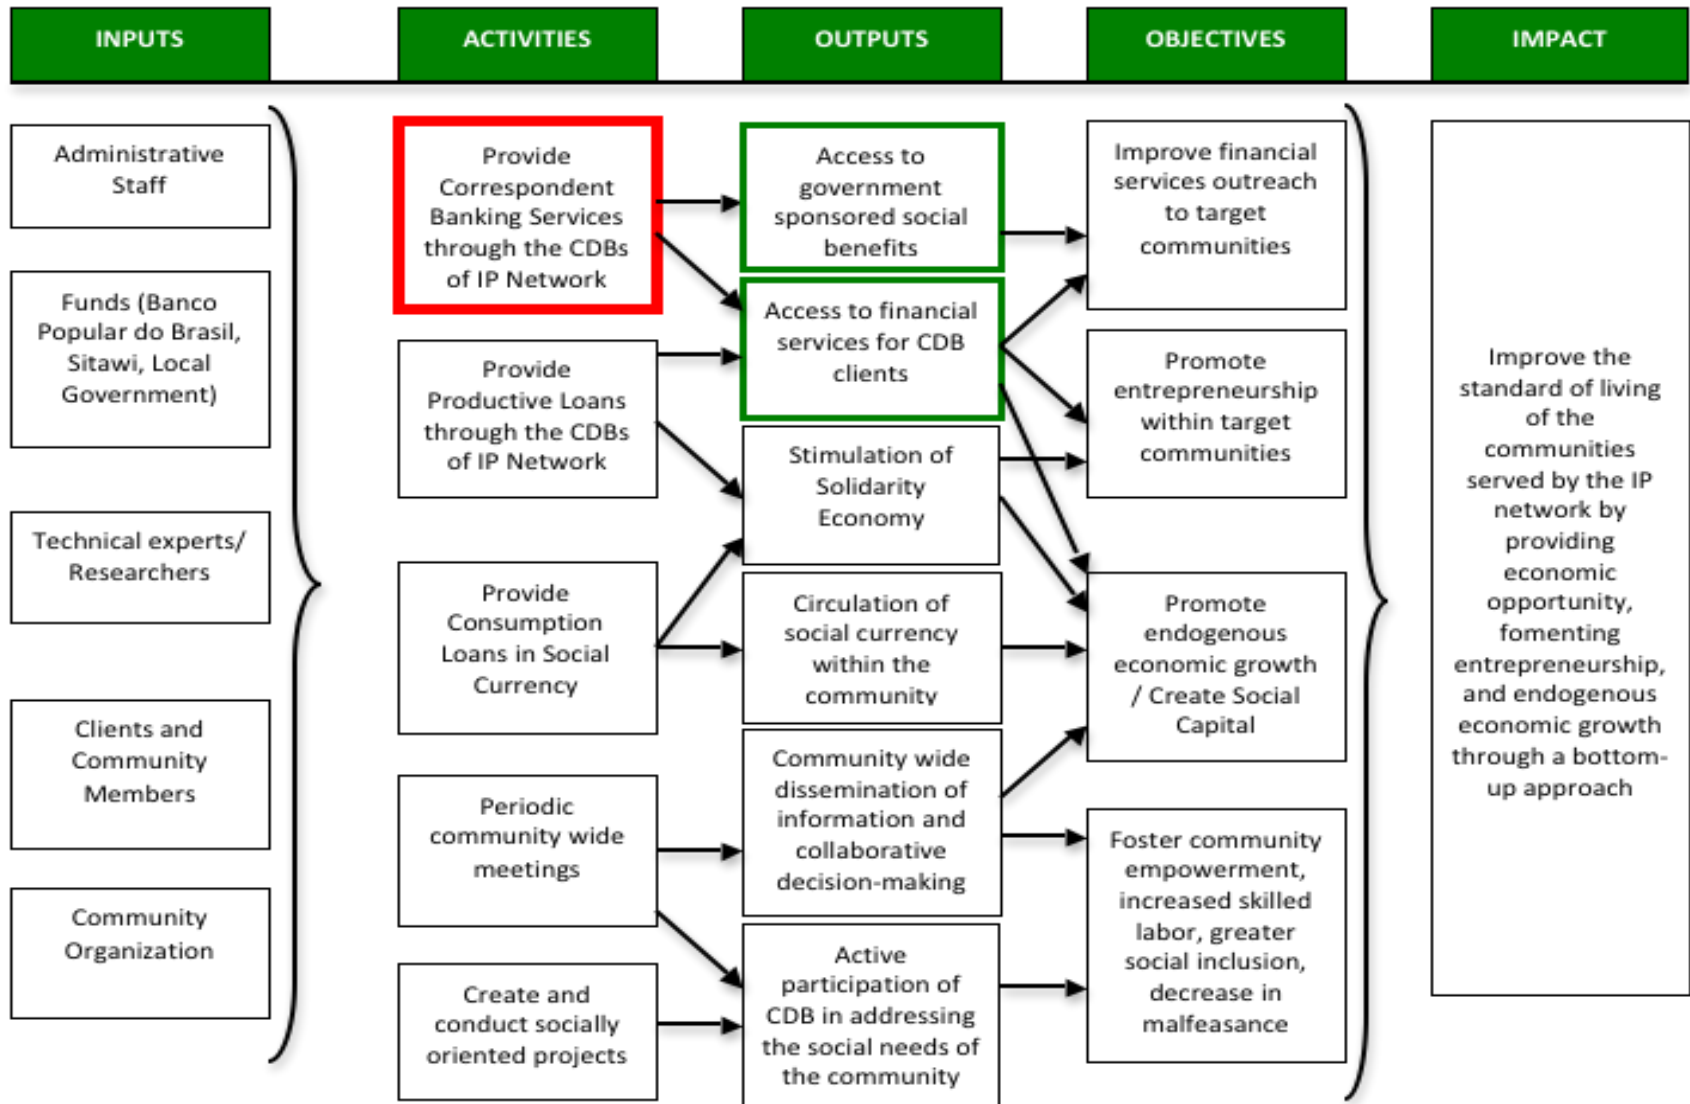 INPUTS
ACTIVITIES
OUTPUTS
OBJECTIVES
IMPACT
Administrative
Staff
Funds (Banco
Popular do Brasil,
Sitawi, Local
Government)
Technical experts/
Researchers
Clients and
Community
Members
Community
Organization
Provide
Correspondent
Banking Services
through the CDBs
of IP Network
Provide
Productive Loans
through the CDBs
of IP Network
Provide
Consumption
Loans in Social
Currency
Periodic
community wide
meetings
Create and
conduct socially
oriented projects
Access to
government
sponsored social
benefits
Access to financial
services for CDB
clients
Stimulation of
Solidarity
Economy
Circulation of
social currency
within the
community
Community wide
dissemination of
information and
collaborative
decision-making
Active
participation of
CDB in addressing
the social needs of
the community
Improve financial
services outreach
to target
communities
Promote
entrepreneurship
within target
communities
Promote
endogenous
economic growth
/ Create Social
Capital
Foster community
empowerment,
increased skilled
labor, greater
social inclusion,
decrease in
malfeasance
Improve the
standard of living
of the
communities
served by the IP
network by
providing
economic
opportunity,
fomenting
entrepreneurship,
and endogenous
economic growth
through a bottom-
up approach